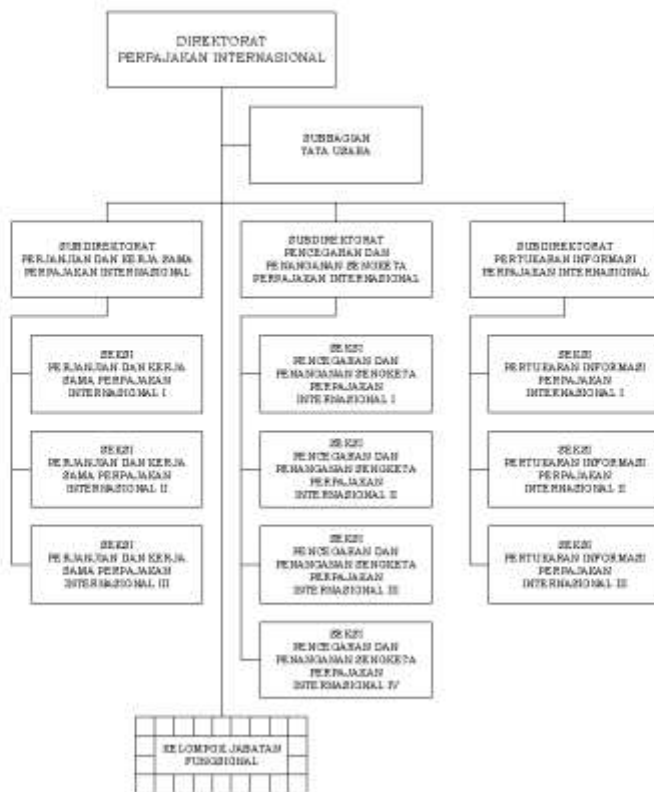 DIREKTORAT
PERPAJAKAN INTERNASIONAL
SUBBAGIAN
TATA USAHA
SUBDIREKTORAT
PERJANJIAN DAN KERJA SAMA
PERPAJAKAN INTERNASIONAL
SUBDIREKTORAT
PENCEGAHAN DAN
PENANGANAN SENGKETA
PERPAJAKAN INTERNASIONAL
SUBDIREKTORAT
PERTUKARAN INFORMASI
PERPAJAKAN INTERNASIONAL
SEKSI
PERJANJIAN DAN KERJA
SAMA PERPAJAKAN
INTERNASIONAL I
SEKSI
PENCEGAHAN DAN
PENANGANAN SENGKETA
PERPAJAKAN
INTERNASIONAL I
SEKSI
PERTUKARAN INFORMASI
PERPAJAKAN
INTERNASIONAL I
SEKSI
PERJANJIAN DAN KERJA
SAMA PERPAJAKAN
INTERNASIONAL II
SEKSI
PENCEGAHAN DAN
PENANGANAN SENGKETA
PERPAJAKAN
INTERNASIONAL II
SEKSI
PERTUKARAN INFORMASI
PERPAJAKAN
INTERNASIONAL II
SEKSI
PERJANJIAN DAN KERJA
SAMA PERPAJAKAN
INTERNASIONAL III
SEKSI
PENCEGAHAN DAN
PENANGANAN SENGKETA
PERPAJAKAN
INTERNASIONAL III
SEKSI
PERTUKARAN INFORMASI
PERPAJAKAN
INTERNASIONAL III
SEKSI
PENCEGAHAN DAN
PENANGANAN SENGKETA
PERPAJAKAN
INTERNASIONAL IV
KELOMPOK JABATAN
FUNGSIONAL